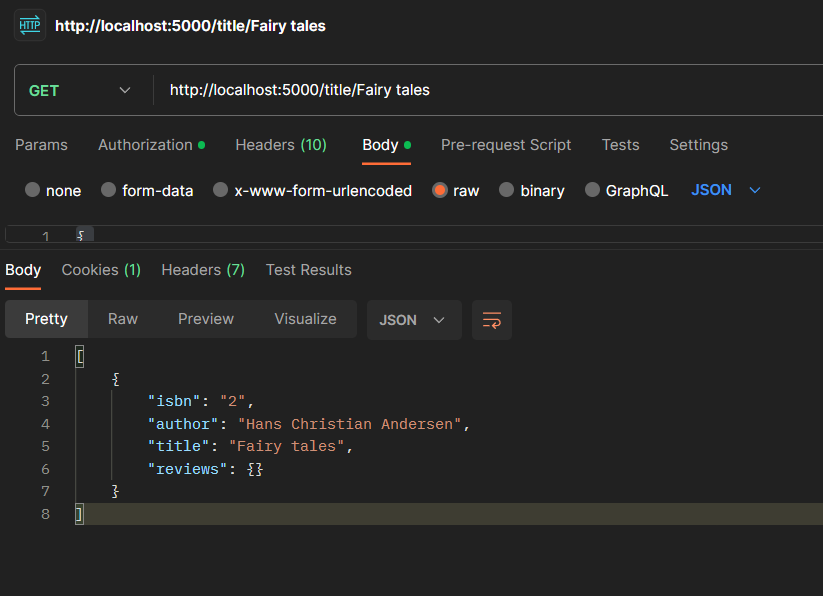 HTTP http://localhost:5000/title/Fairy tales
GET http://localhost:5000/title/Fairy tales
Params Authorization Headers (10) Body Pre-request Script Tests Settings
none form-data x-www-form-urlencoded raw binary GraphQL JSON
1 {
Body Cookies (1) Headers (7) Test Results
Pretty Raw Preview Visualize JSON
1 [
2 {
3 "isbn": "2",
4 "author": "Hans Christian Andersen",
5 "title": "Fairy tales",
6 "reviews": {}
7 }
8 ]